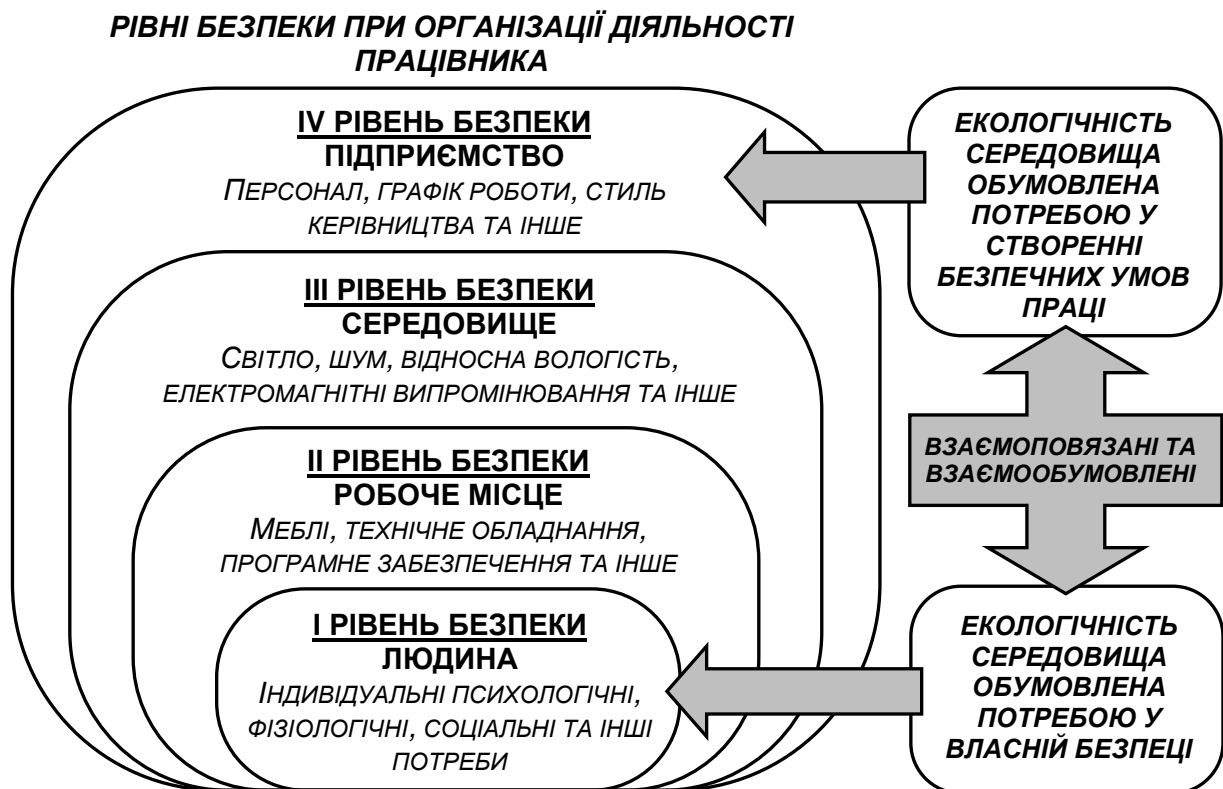 РІВНІ БЕЗПЕКИ ПРИ ОРГАНІЗАЦІЇ ДІЯЛЬНОСТІ
ПРАЦІВНИКА
IV РІВЕНЬ БЕЗПЕКИ
ПІДПРИЄМСТВО
ПЕРСОНАЛ, ГРАФІК РОБОТИ, СТИЛЬ
КЕРІВНИЦТВА ТА ІНШЕ
III РІВЕНЬ БЕЗПЕКИ
СЕРЕДОВИЩЕ
СВІТЛО, ШУМ, ВІДНОСНА ВОЛОГІСТЬ,
ЕЛЕКТРОМАГНІТНІ ВИПРОМІНЮВАННЯ ТА ІНШЕ
II РІВЕНЬ БЕЗПЕКИ
РОБОЧЕ МІСЦЕ
МЕБЛІ, ТЕХНІЧНЕ ОБЛАДНАННЯ,
ПРОГРАМНЕ ЗАБЕЗПЕЧЕННЯ ТА ІНШЕ
I РІВЕНЬ БЕЗПЕКИ
ЛЮДИНА
ІНДИВІДУАЛЬНІ ПСИХОЛОГІЧНІ,
ФІЗІОЛОГІЧНІ, СОЦІАЛЬНІ ТА ІНШІ
ПОТРЕБИ
ЕКОЛОГІЧНІСТЬ
СЕРЕДОВИЩА
ОБУМОВЛЕНА
ПОТРЕБОЮ У
СТВОРЕННІ
БЕЗПЕЧНИХ УМОВ
ПРАЦІ
ВЗАЄМОПОВЯЗАНІ ТА
ВЗАЄМООБУМОВЛЕНІ
ЕКОЛОГІЧНІСТЬ
СЕРЕДОВИЩА
ОБУМОВЛЕНА
ПОТРЕБОЮ У
ВЛАСНІЙ БЕЗПЕЦІ